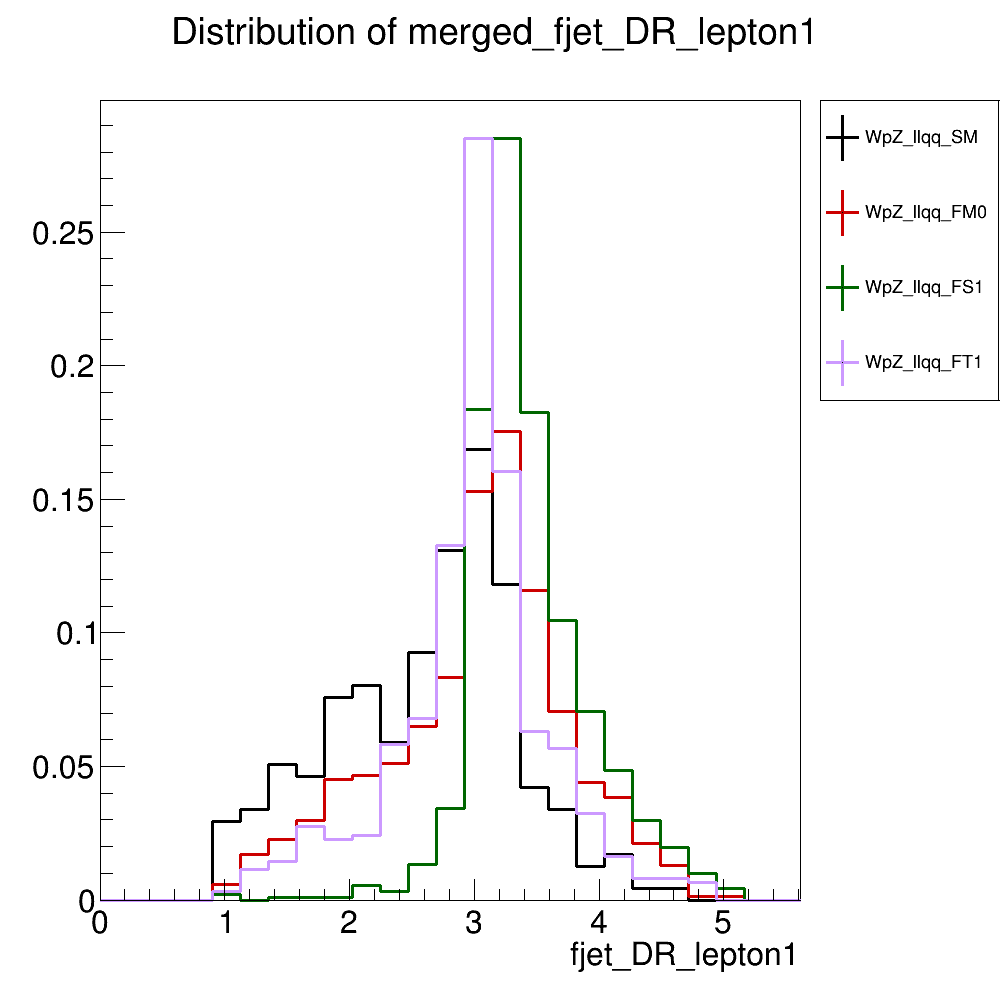 Distribution of merged_fjet_DR_lepton1
WpZ_llqq_SM
WpZ_llqq_FM0
WpZ_llqq_FS1
WpZ_llqq_FT1
0.25
0.2
0.15
0.1
0.05
0
0 1 2 3 4 5
fjet_DR_lepton1